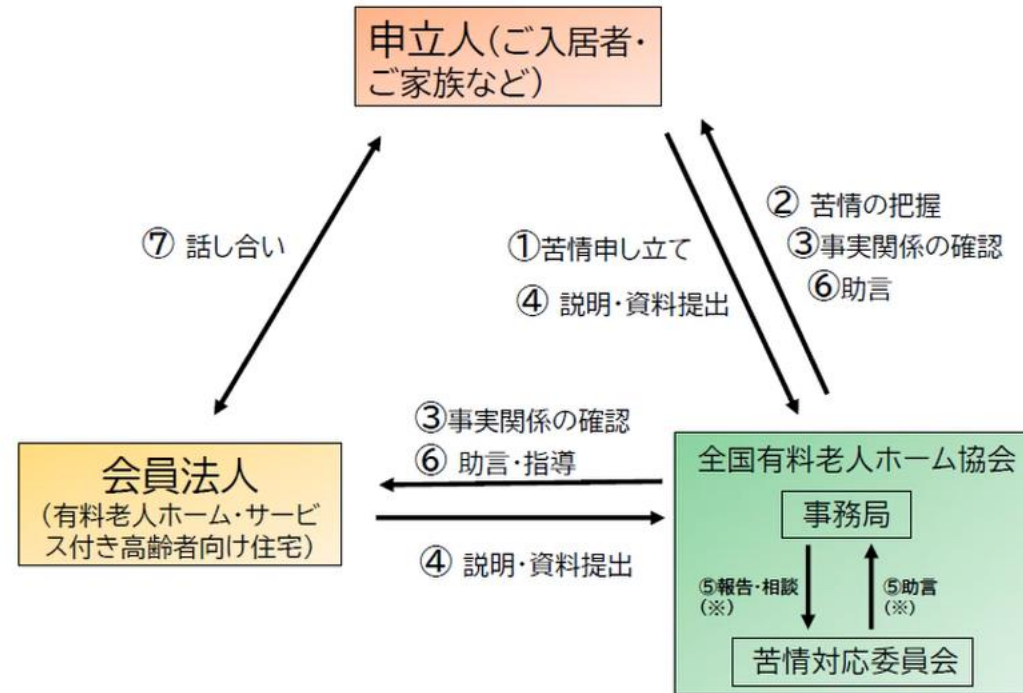 申立人(ご入居者・
ご家族など)
⑦ 話し合い
①苦情申し立て
④ 説明・資料提出
② 苦情の把握
③事実関係の確認
⑥助言
③事実関係の確認
⑥ 助言・指導
④ 説明・資料提出
会員法人
(有料老人ホーム・サービ
ス付き高齢者向け住宅)
全国有料老人ホーム協会
事務局
⑤報告・相談
(※)
⑤助言
(※)
苦情対応委員会